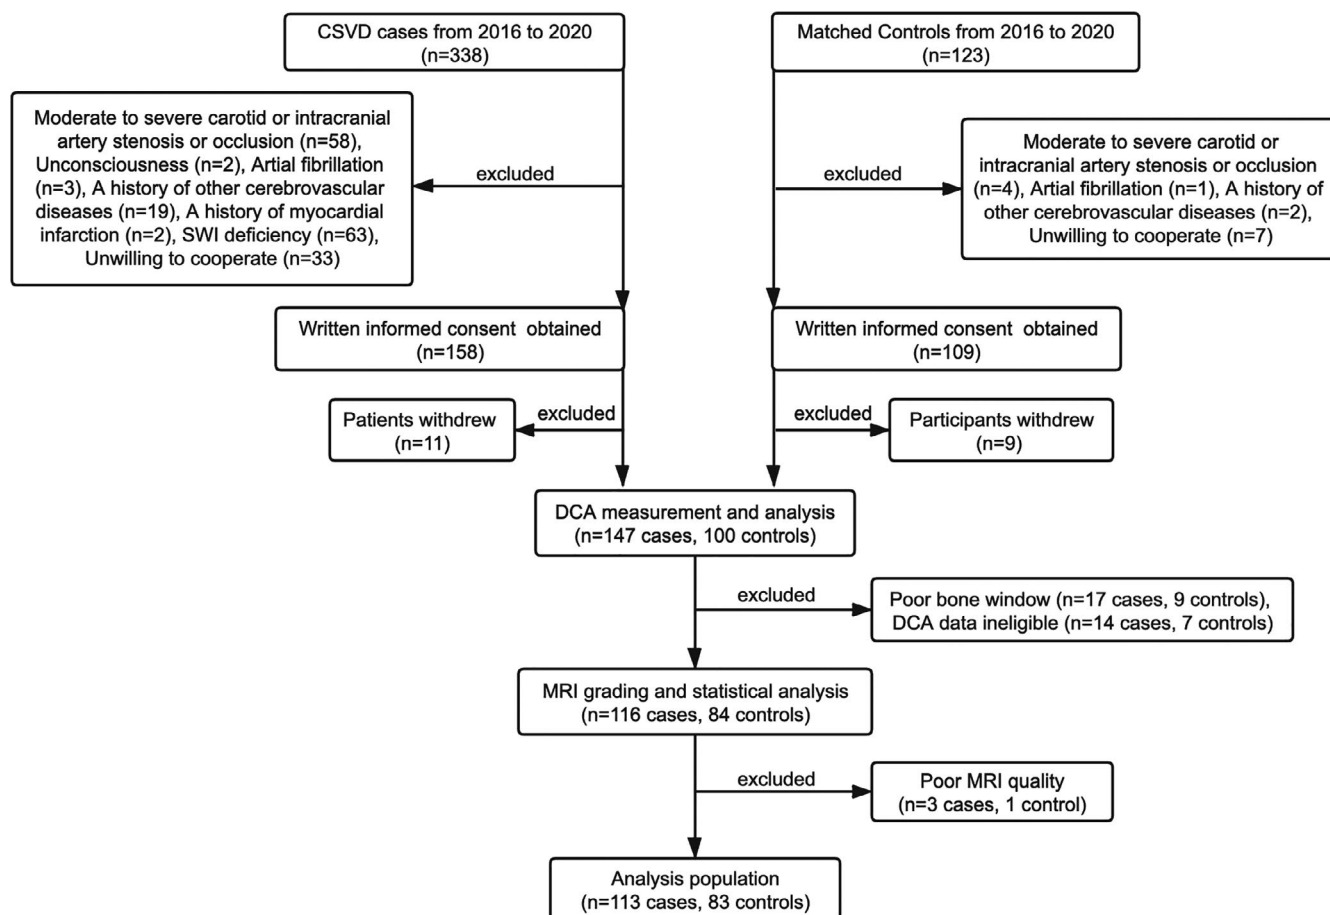 CSVD cases from 2016 to 2020
(n=338)
Matched Controls from 2016 to 2020
(n=123)
Moderate to severe carotid or intracranial
artery stenosis or occlusion (n=58),
Unconsciousness (n=2), Artial fibrillation
(n=3), A history of other cerebrovascular
diseases (n=19), A history of myocardial
infarction (n=2), SWI deficiency (n=63),
Unwilling to cooperate (n=33)
excluded
excluded
Moderate to severe carotid or
intracranial artery stenosis or occlusion
(n=4), Artial fibrillation (n=1), A history
of other cerebrovascular diseases (n=2),
Unwilling to cooperate (n=7)
Written informed consent obtained
(n=158)
Written informed consent obtained
(n=109)
Patients withdrew
(n=11)
excluded
excluded
Participants withdrew
(n=9)
DCA measurement and analysis
(n=147 cases, 100 controls)
excluded
Poor bone window (n=17 cases, 9 controls),
DCA data ineligible (n=14 cases, 7 controls)
MRI grading and statistical analysis
(n=116 cases, 84 controls)
excluded
Poor MRI quality
(n=3 cases, 1 control)
Analysis population
(n=113 cases, 83 controls)